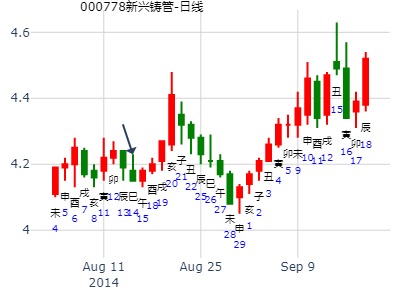 000778新兴铸管-日线
4.6
4.4
4.2
4
未 4
申 5
酉 6
戌 7
亥 8
寅 11
卯 12
辰 13
巳 14
午 15
酉 18
戌 19
亥 20
子 21
丑 22
辰 25
巳 26
午 27
未 28
申 29
亥 1
子 2
丑 3
寅 4
卯 5
未 9
申 10
酉 11
戌 12
丑 15
寅 16
卯 17
辰 18
Aug 11
2014
Aug 25
Sep 9